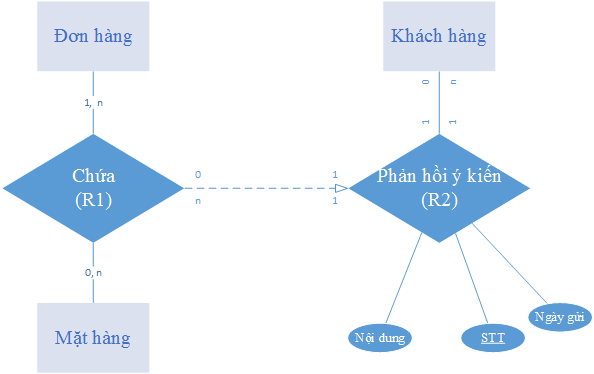 Đơn hàng
Khách hàng
0 n
1, n
1 1
Chứa
(R1)
0
n
1
1
Phản hồi ý kiến
(R2)
0, n
Mặt hàng
Nội dung
STT
Ngày gửi